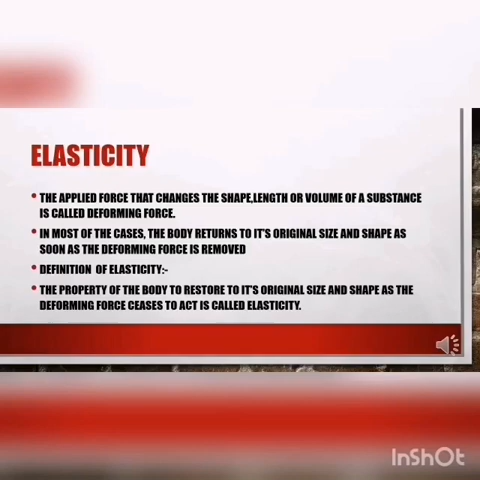 ELASTICITY
• THE APPLIED FORCE THAT CHANGES THE SHAPE,LENGTH OR VOLUME OF A SUBSTANCE
IS CALLED DEFORMING FORCE.
• IN MOST OF THE CASES, THE BODY RETURNS TO IT'S ORIGINAL SIZE AND SHAPE AS
SOON AS THE DEFORMING FORCE IS REMOVED
• DEFINITION OF ELASTICITY:-
• THE PROPERTY OF THE BODY TO RESTORE TO IT'S ORIGINAL SIZE AND SHAPE AS THE
DEFORMING FORCE CEASES TO ACT IS CALLED ELASTICITY.
InShOt